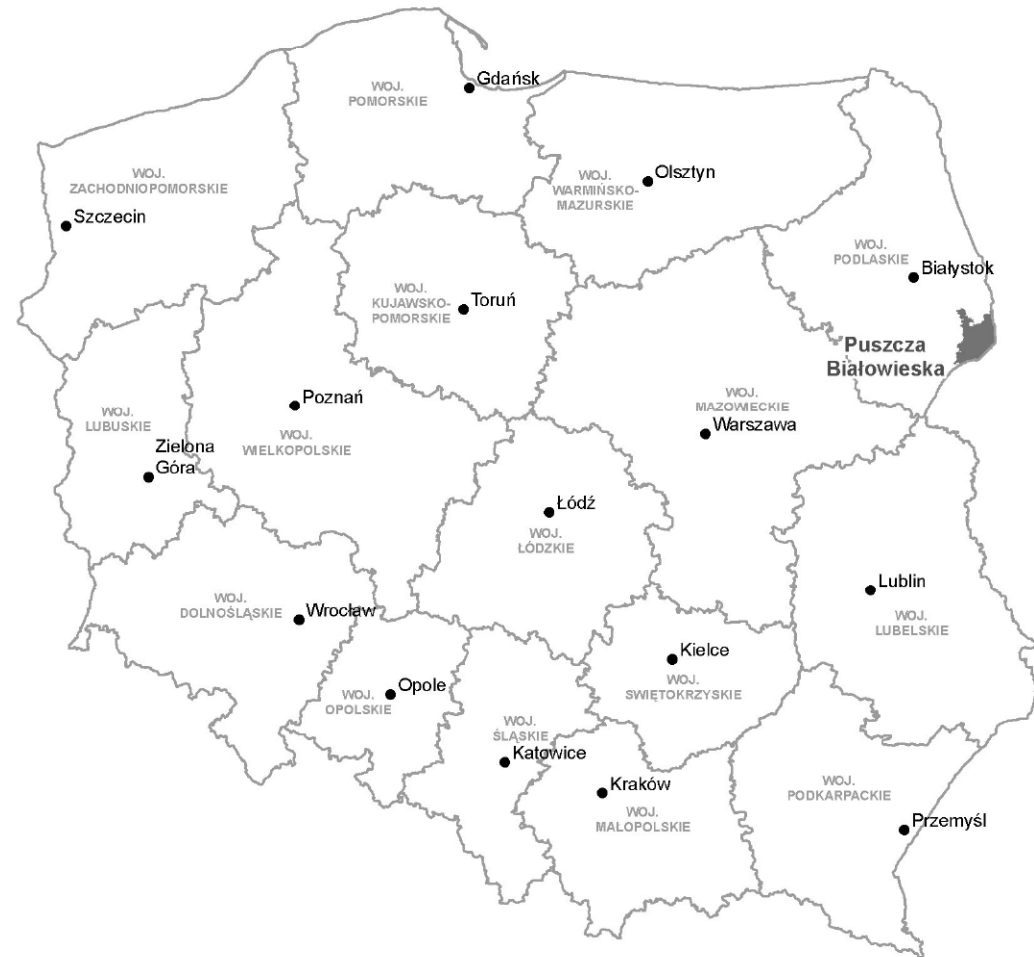 Gdańsk
WOJ.
POMORSKIE
WOJ.
ZACHODNIOPOMORSKIE
Szczecin
Olsztyn
WOJ.
WARMIŃSKO-
MAZURSKIE
WOJ.
PODLASKIE
Białystok
WOJ.
KUJAWSKO-
POMORSKIE
Toruń
Puszcza
Białowieska
WOJ.
LUBUSKIE
Zielona
Góra
Poznań
WOJ.
WIELKOPOLSKIE
WOJ.
MAZOWIECKIE
Warszawa
Łódź
WOJ.
ŁÓDZKIE
WOJ.
DOLNOŚLĄSKIE
Wrocław
Lublin
WOJ.
LUBELSKIE
Opole
WOJ.
OPOLSKIE
Kielce
WOJ.
SWIĘTOKRZYSKIE
WOJ.
ŚLĄSKIE
Katowice
Kraków
WOJ.
MAŁOPOLSKIE
WOJ.
PODKARPACKIE
Przemyśl